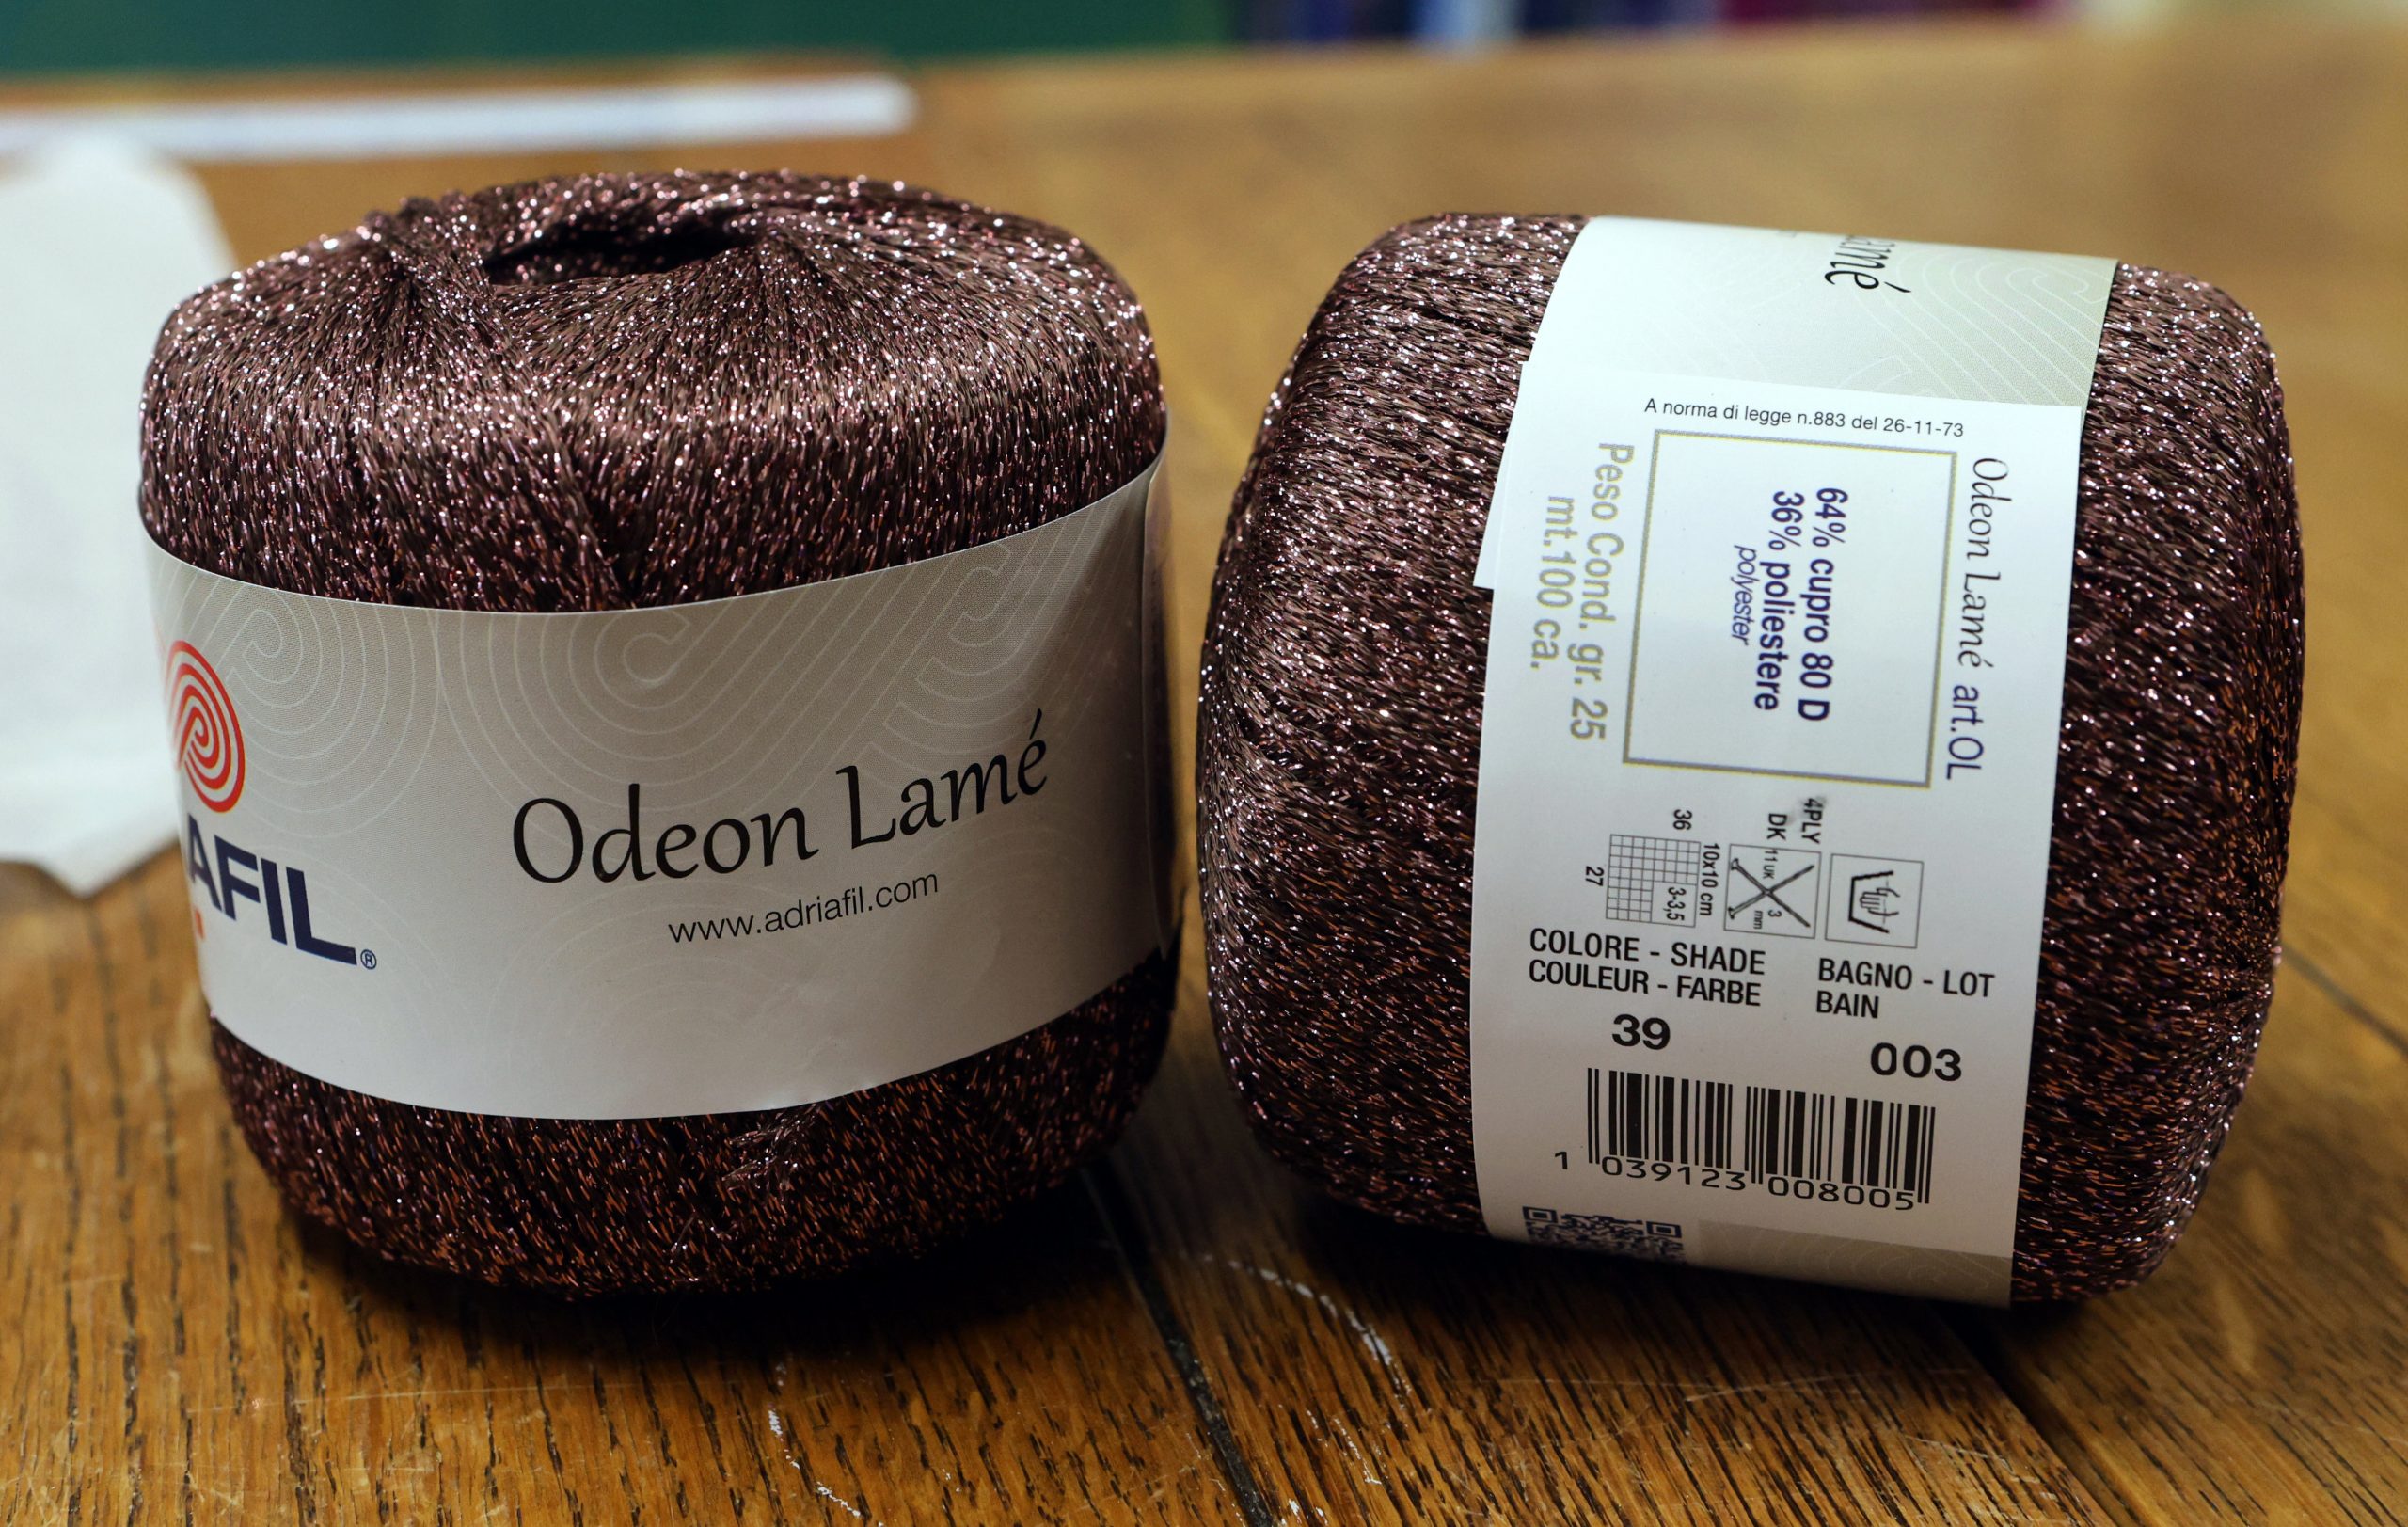 AFIL®
Odeon Lamé
www.adriafil.com
amé
A norma di legge n.883 del 26-11-73
Odeon Lamé art.OL
64% cupro 80 D
36% poliestere
polyester
Peso Cond. gr. 25
mt.100 ca.
4PLY
DK
11 UK
3
mm
10x10 cm
36
3-3,5
27
COLORE - SHADE
COULEUR - FARBE
BAGNO - LOT
BAIN
39
003
1 039123 008005